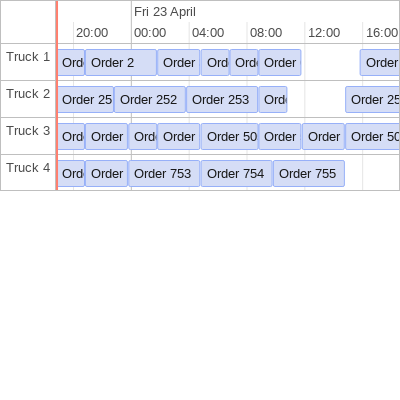 Fri 23 April
20:00 00:00 04:00 08:00 12:00 16:00
Truck 1 Ord Order 2 Order Ord Ord Order Order
Truck 2 Order 25 Order 252 Order 253 Ord Order 25
Truck 3 Ord Order Ord Order Order 50 Order Order Order 50
Truck 4 Ord Order Order 753 Order 754 Order 755